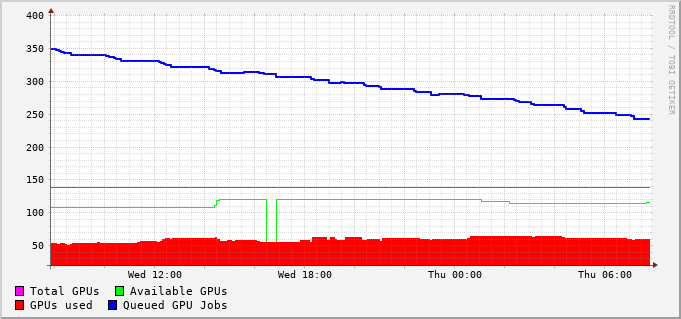 400
350
300
250
200
150
100
50
Wed 12:00 Wed 18:00 Thu 00:00 Thu 06:00
Total GPUs Available GPUs
GPUs used Queued GPU Jobs
RRDTOOL / TOBI OETIKER